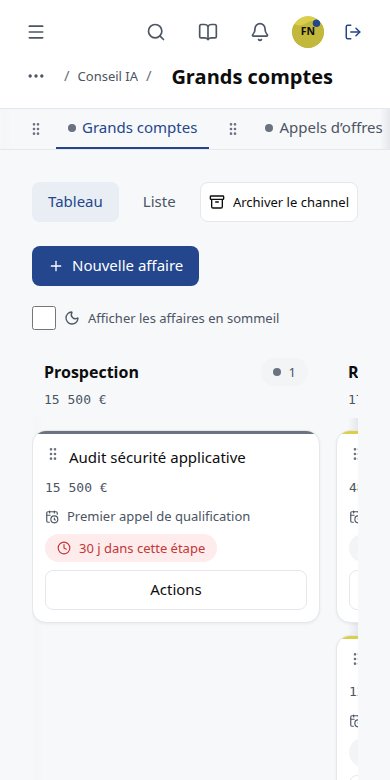 FN
••• / Conseil IA / Grands comptes
Grands comptes Appels d'offres
Tableau Liste Archiver le channel
+ Nouvelle affaire
Afficher les affaires en sommeil
Prospection 1
15 500 €
Audit sécurité applicative
15 500 €
Premier appel de qualification
30 j dans cette étape
Actions